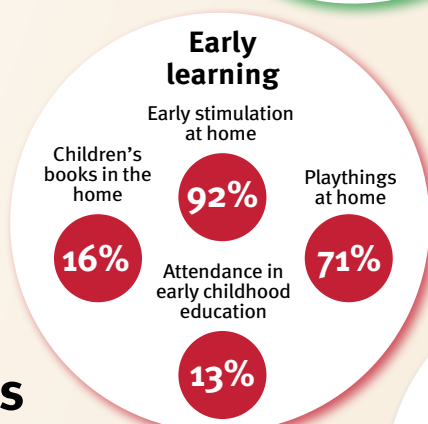 Early
learning
Early stimulation
at home
92%
Children's
books in the
home
16%
Playthings
at home
71%
Attendance in
early childhood
education
13%
s